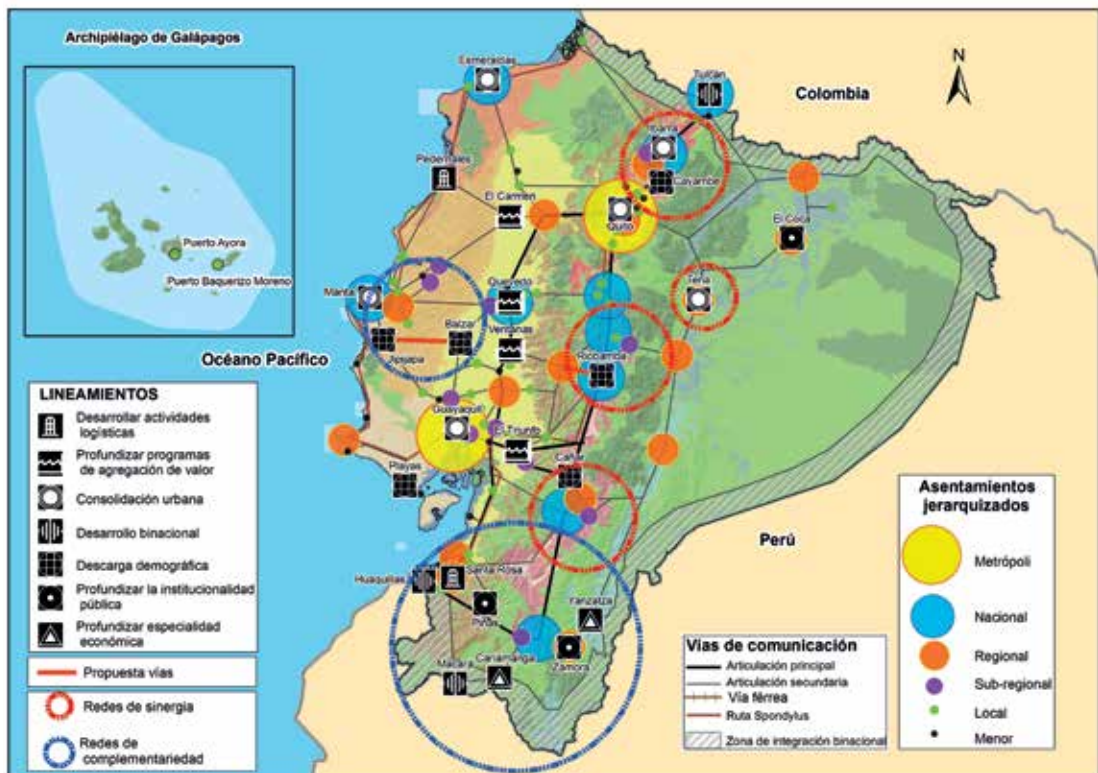 Archipiélago de Galápagos
Puerto Ayora
Puerto Baquerizo Moreno
Océano Pacífico
Colombia
Perú
N
Esmeraldas
Tulcán
Ibarra
Cayambe
Pedernales
El Carmen
Quito
El Coca
Tena
Manta
Quevedo
Jipijapa
Balzar
Ventanas
Riobamba
Guayaquil
El Triunfo
Playas
Cañar
Huaquillas
Santa Rosa
Piñas
Yanzatza
Macará
Cariamanga
Zamora
LINEAMIENTOS
Desarrollar actividades
logísticas
Profundizar programas
de agregación de valor
Consolidación urbana
Desarrollo binacional
Descarga demográfica
Profundizar la institucionalidad
pública
Profundizar especialidad
económica
Propuesta vías
Redes de sinergia
Redes de
complementariedad
Vías de comunicación
Articulación principal
Articulación secundaria
Vía férrea
Ruta Spondylus
Zona de integración binacional
Asentamientos
jerarquizados
Metrópoli
Nacional
Regional
Sub-regional
Local
Menor